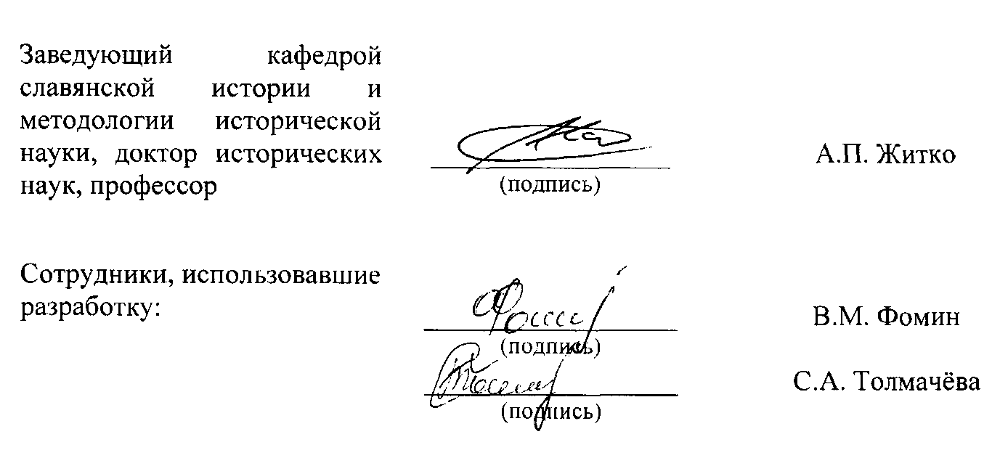 Заведующий кафедрой
славянской истории и
методологии исторической
науки, доктор исторических
наук, профессор
(подпись)
А.П. Житко
Сотрудники, использовавшие
разработку:
(подпись)
В.М. Фомин
(подпись)
С.А. Толмачёва